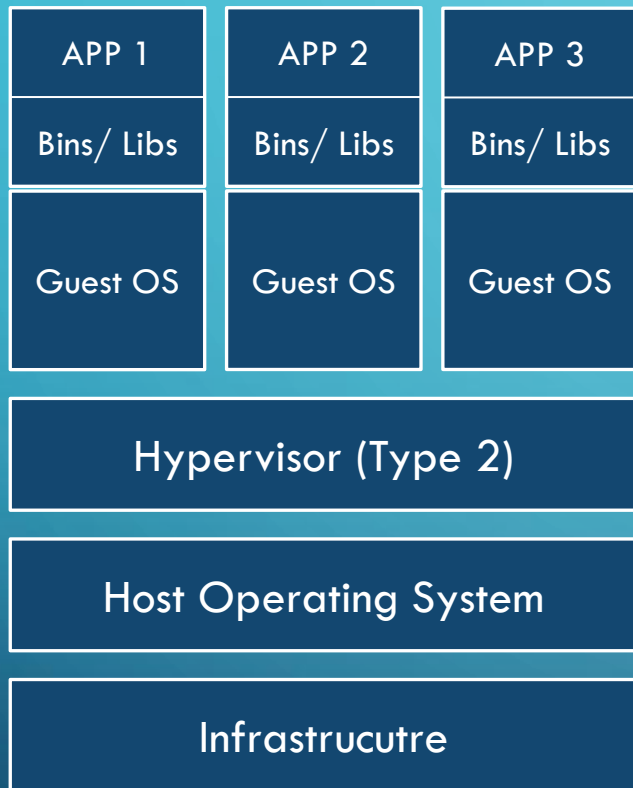 APP 1
APP 2
APP 3
Bins/ Libs
Bins/ Libs
Bins/ Libs
Guest OS
Guest OS
Guest OS
Hypervisor (Type 2)
Host Operating System
Infrastrucutre